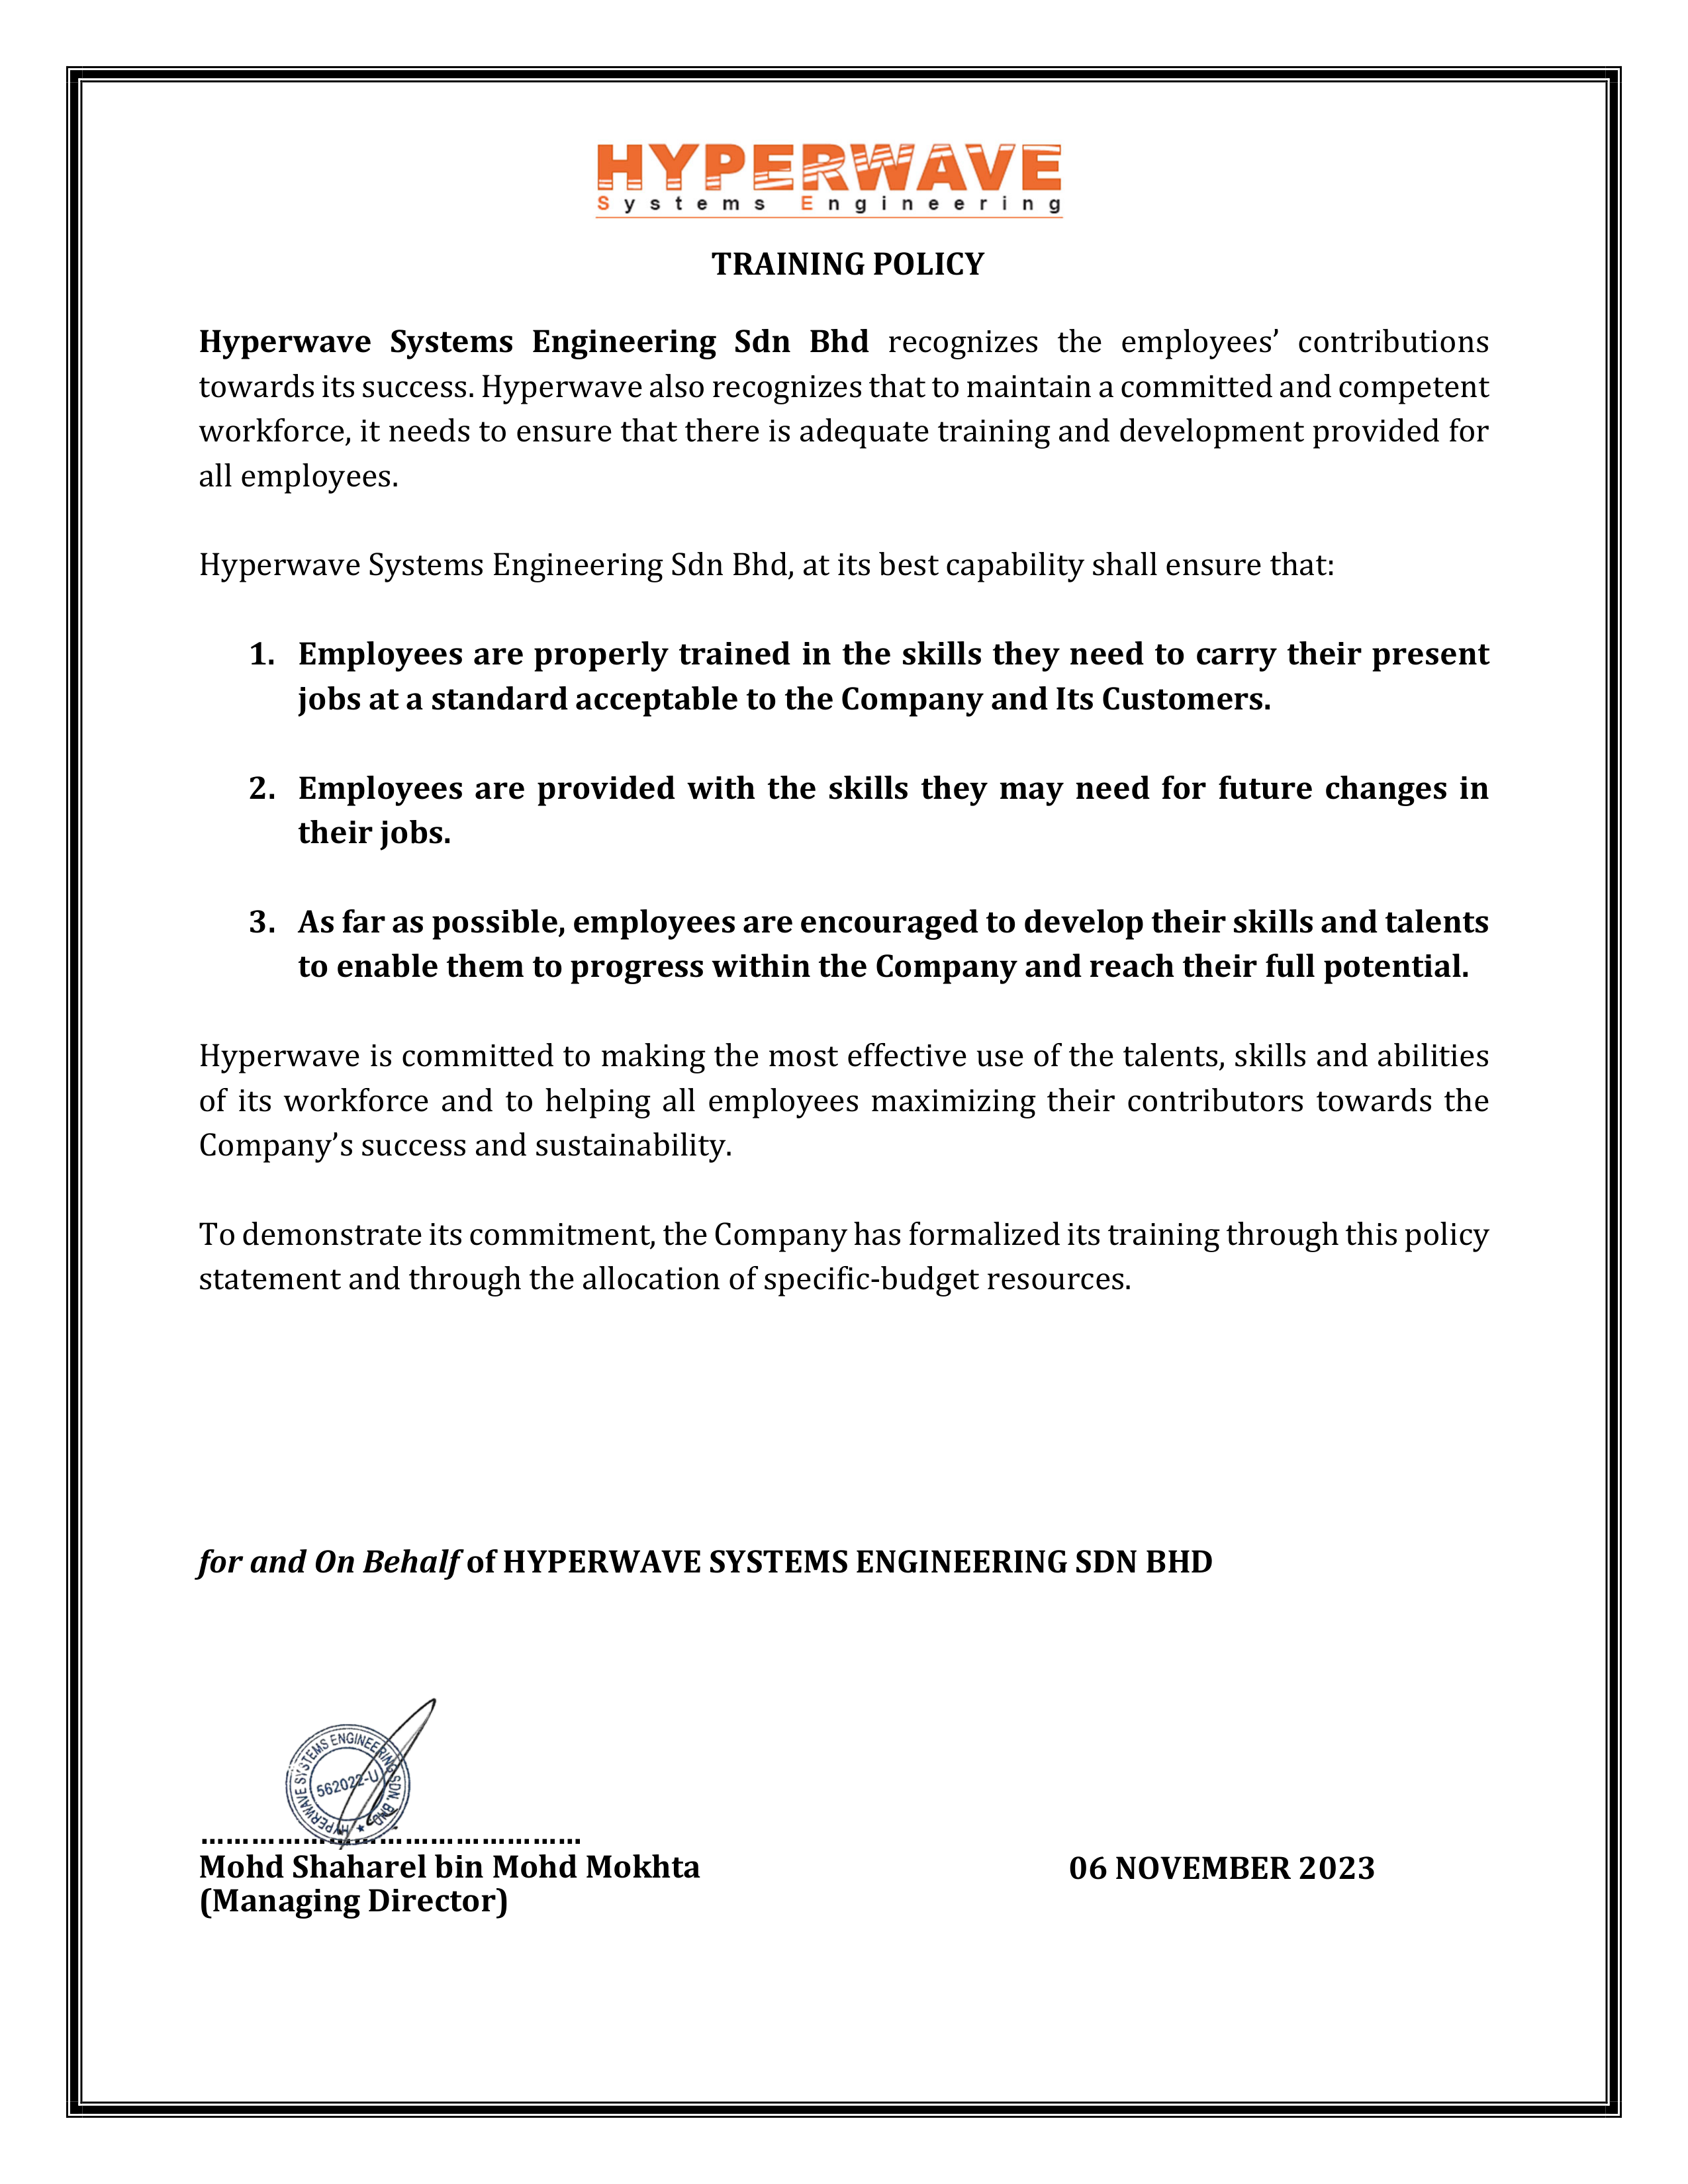 HYPERWAVE
Systems Engineering
TRAINING POLICY
Hyperwave Systems Engineering Sdn Bhd recognizes the employees’ contributions
towards its success. Hyperwave also recognizes that to maintain a committed and competent
workforce, it needs to ensure that there is adequate training and development provided for
all employees.
Hyperwave Systems Engineering Sdn Bhd, at its best capability shall ensure that:
1. Employees are properly trained in the skills they need to carry their present
jobs at a standard acceptable to the Company and Its Customers.
2. Employees are provided with the skills they may need for future changes in
their jobs.
3. As far as possible, employees are encouraged to develop their skills and talents
to enable them to progress within the Company and reach their full potential.
Hyperwave is committed to making the most effective use of the talents, skills and abilities
of its workforce and to helping all employees maximizing their contributors towards the
Company’s success and sustainability.
To demonstrate its commitment, the Company has formalized its training through this policy
statement and through the allocation of specific-budget resources.
for and On Behalf of HYPERWAVE SYSTEMS ENGINEERING SDN BHD
HYPERWAVE SYSTEMS ENGINEERING SDN. BHD. ★
562022-U
Mohd Shaharel bin Mohd Mokhta
06 NOVEMBER 2023
(Managing Director)